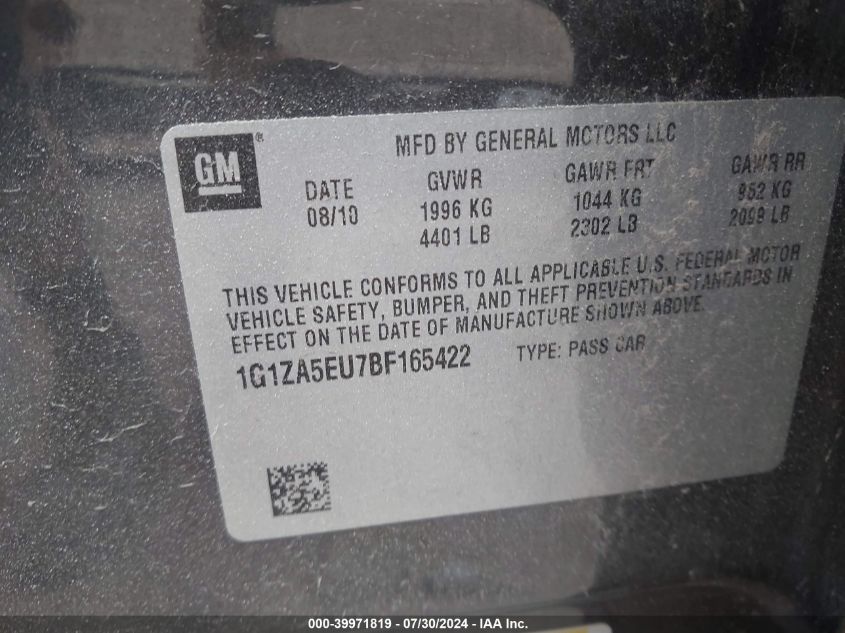 GM®
MFD BY GENERAL MOTORS LLC
DATE GVWR GAWR FRT GAWR RR
08/10 1996 KG 1044 KG 952 KG
4401 LB 2302 LB 2099 LB
THIS VEHICLE CONFORMS TO ALL APPLICABLE U.S. FEDERAL MOTOR
VEHICLE SAFETY, BUMPER, AND THEFT PREVENTION STANDARDS IN
EFFECT ON THE DATE OF MANUFACTURE SHOWN ABOVE.
1G1ZA5EU7BF165422 TYPE: PASS CAR
000-39971819 / 07/30/2024 / IAA Inc.